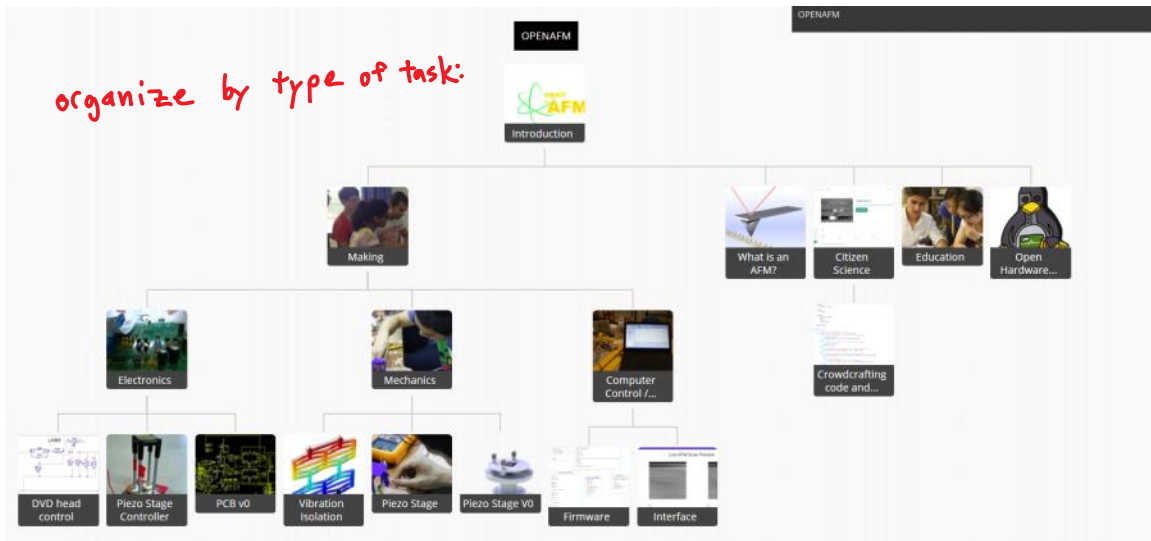 OPENAFM
OPENAFM
organize by type of task:
AFM
Introduction
Making
What is an
AFM?
Citizen
Science
Education
Open
Hardware...
Electronics
Mechanics
Computer
Control /...
Crowdcrafting
code and...
DVD head
control
Piezo Stage
Controller
PCB v0
Vibration
Isolation
Piezo Stage
Piezo Stage V0
Firmware
Interface